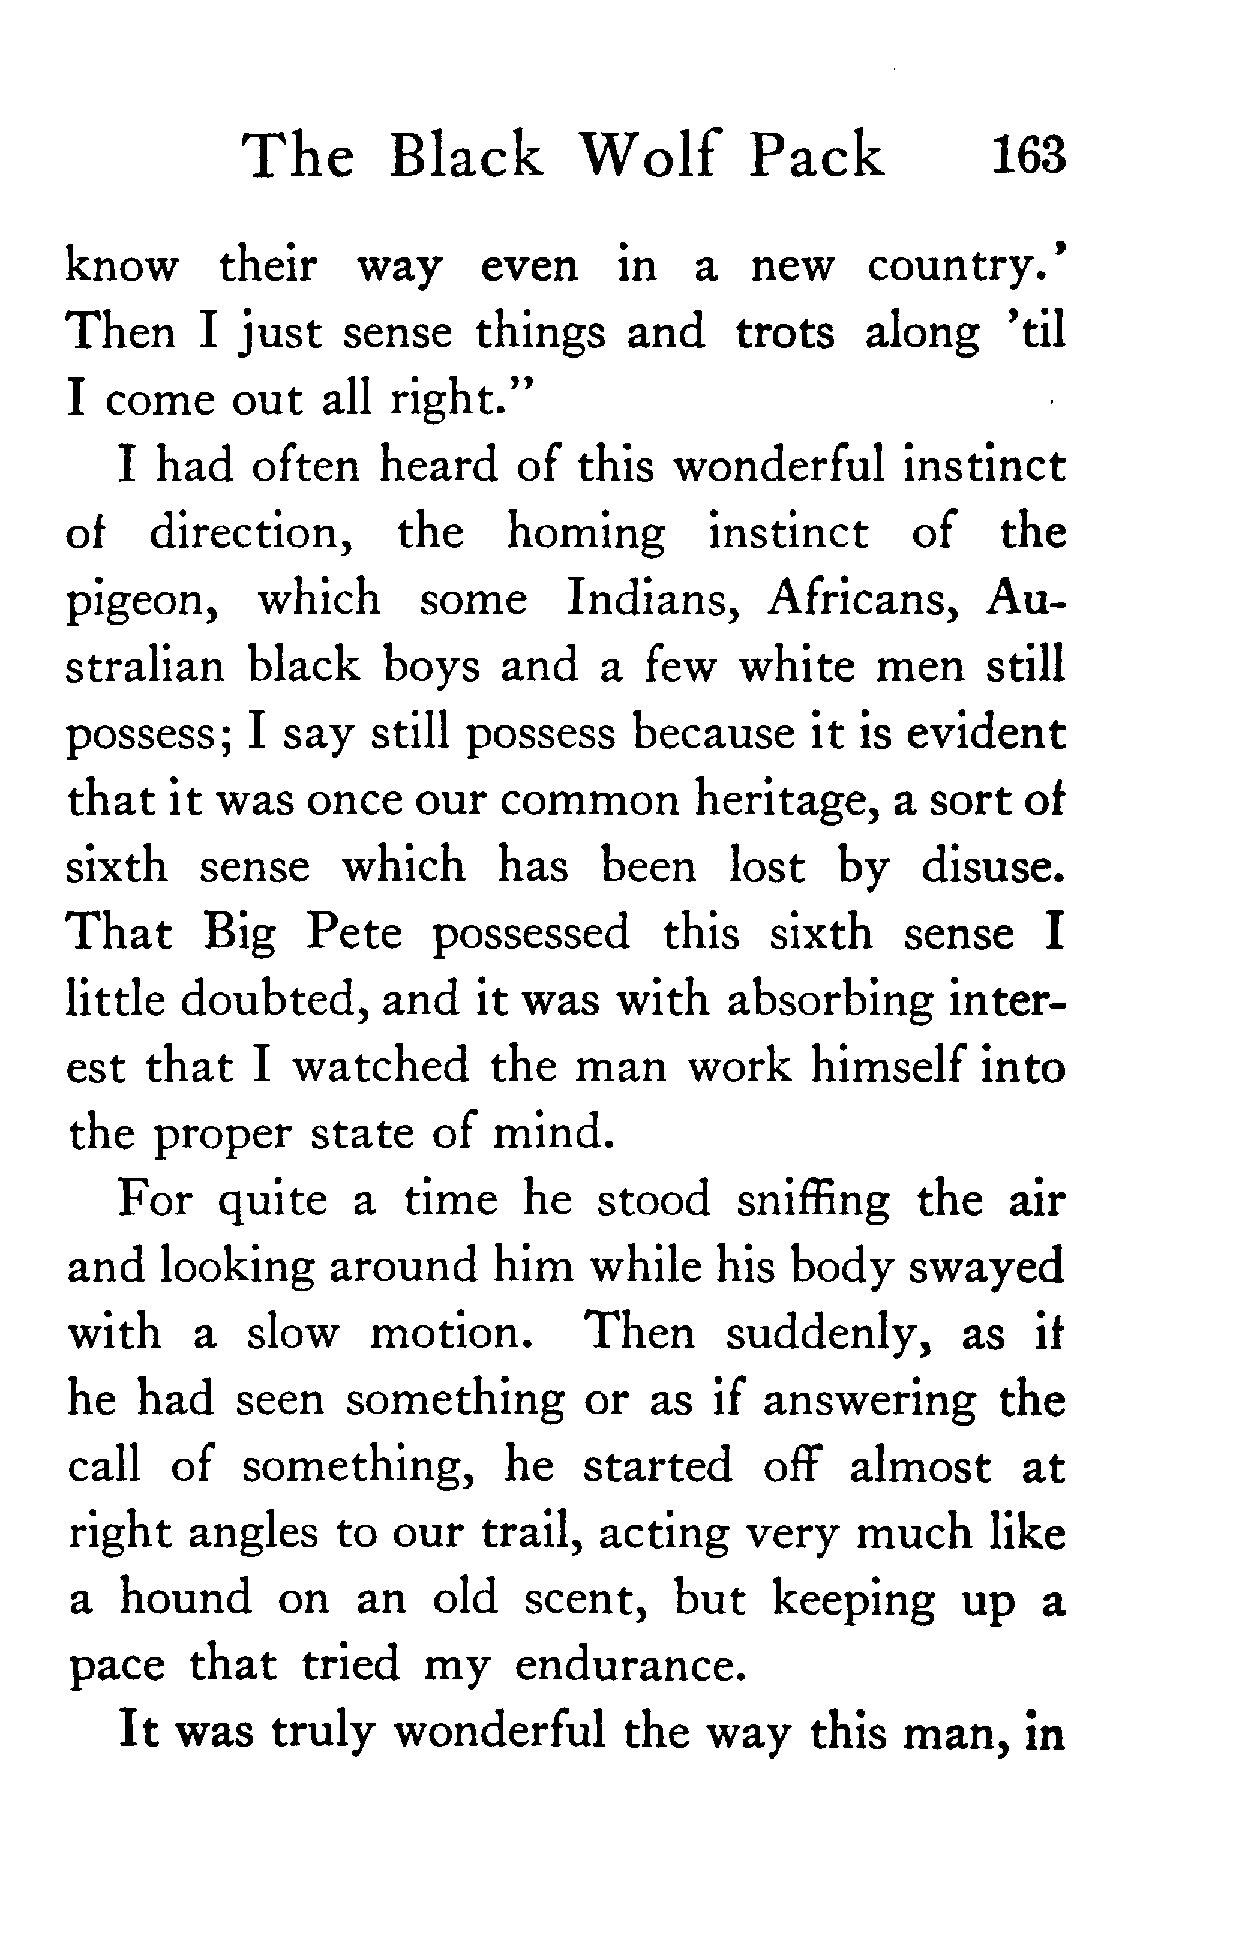 The Black Wolf Pack 163
know their way even in a new country.'
Then I just sense things and trots along 'til
I come out all right."
I had often heard of this wonderful instinct
of direction, the homing instinct of the
pigeon, which some Indians, Africans, Au-
stralian black boys and a few white men still
possess; I say still possess because it is evident
that it was once our common heritage, a sort of
sixth sense which has been lost by disuse.
That Big Pete possessed this sixth sense I
little doubted, and it was with absorbing inter-
est that I watched the man work himself into
the proper state of mind.
For quite a time he stood sniffing the air
and looking around him while his body swayed
with a slow motion. Then suddenly, as if
he had seen something or as if answering the
call of something, he started off almost at
right angles to our trail, acting very much like
a hound on an old scent, but keeping up a
pace that tried my endurance.
It was truly wonderful the way this man, in